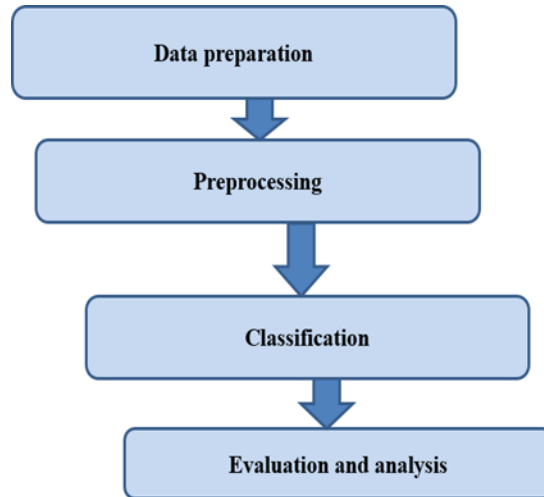 Data preparation
Preprocessing
Classification
Evaluation and analysis